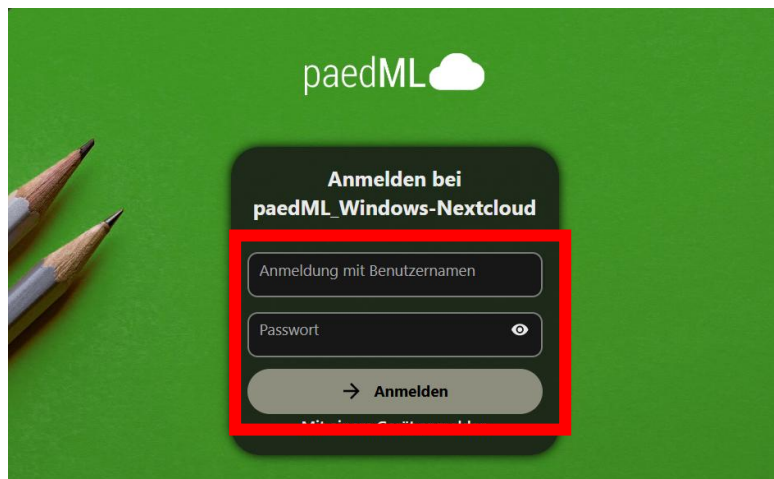 paedML
Anmelden bei
paedML_Windows-Nextcloud
Anmeldung mit Benutzernamen
Passwort
Anmelden